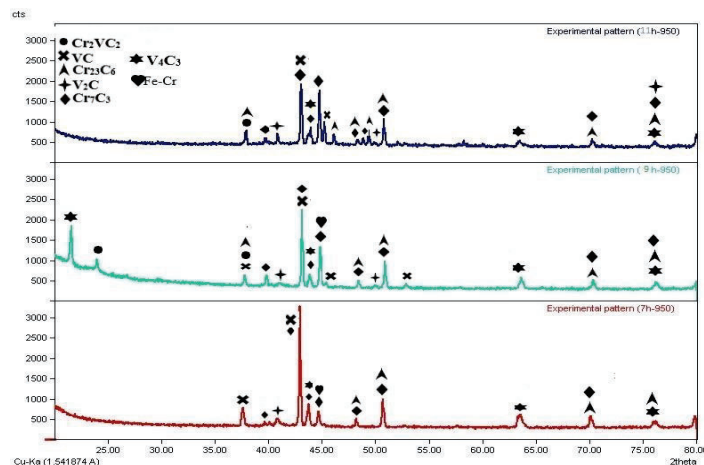 cts
Experimental pattern (11h-950)
3000
2500
2000
1500
1000
500
Cr₂VC₂
VC
Cr₂₃C₆
V₂C
Cr₇C₃
V₄C₃
Fe-Cr
Experimental pattern ( 9h-950)
3000
2500
2000
1500
1000
500
Experimental pattern (7h-950)
3000
2500
2000
1500
1000
500
25.00 30.00 35.00 40.00 45.00 50.00 55.00 60.00 65.00 70.00 75.00 80.00
Cu-Ka (1.541874 A) 2theta